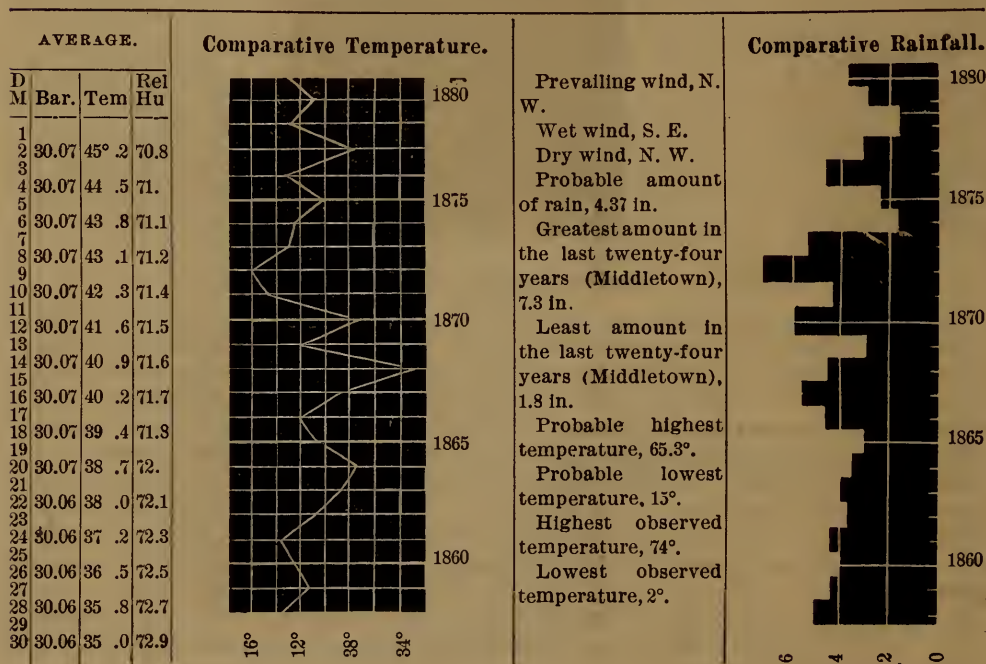 AVERAGE.
D M Bar. Tem Rel Hu
1
2 30.07 45° .2 70.8
3
4 30.07 44 .5 71.
5
6 30.07 43 .8 71.1
7
8 30.07 43 .1 71.2
9
10 30.07 42 .3 71.4
11
12 30.07 41 .6 71.5
13
14 30.07 40 .9 71.6
15
16 30.07 40 .2 71.7
17
18 30.07 39 .4 71.8
19
20 30.07 38 .7 72.
21
22 30.06 38 .0 72.1
23
24 30.06 37 .2 72.3
25
26 30.06 36 .5 72.5
27
28 30.06 35 .8 72.7
29
30 30.06 35 .0 72.9
Comparative Temperature.
1880
1875
1870
1865
1860
16° 12° 38° 34°
Prevailing wind, N.
W.
Wet wind, S. E.
Dry wind, N. W.
Probable amount
of rain, 4.37 in.
Greatest amount in
the last twenty-four
years (Middletown),
7.3 in.
Least amount in
the last twenty-four
years (Middletown),
1.8 in.
Probable highest
temperature, 65.3°.
Probable lowest
temperature, 15°.
Highest observed
temperature, 74°.
Lowest observed
temperature, 2°.
Comparative Rainfall.
1880
1875
1870
1865
1860
6 4 2 0